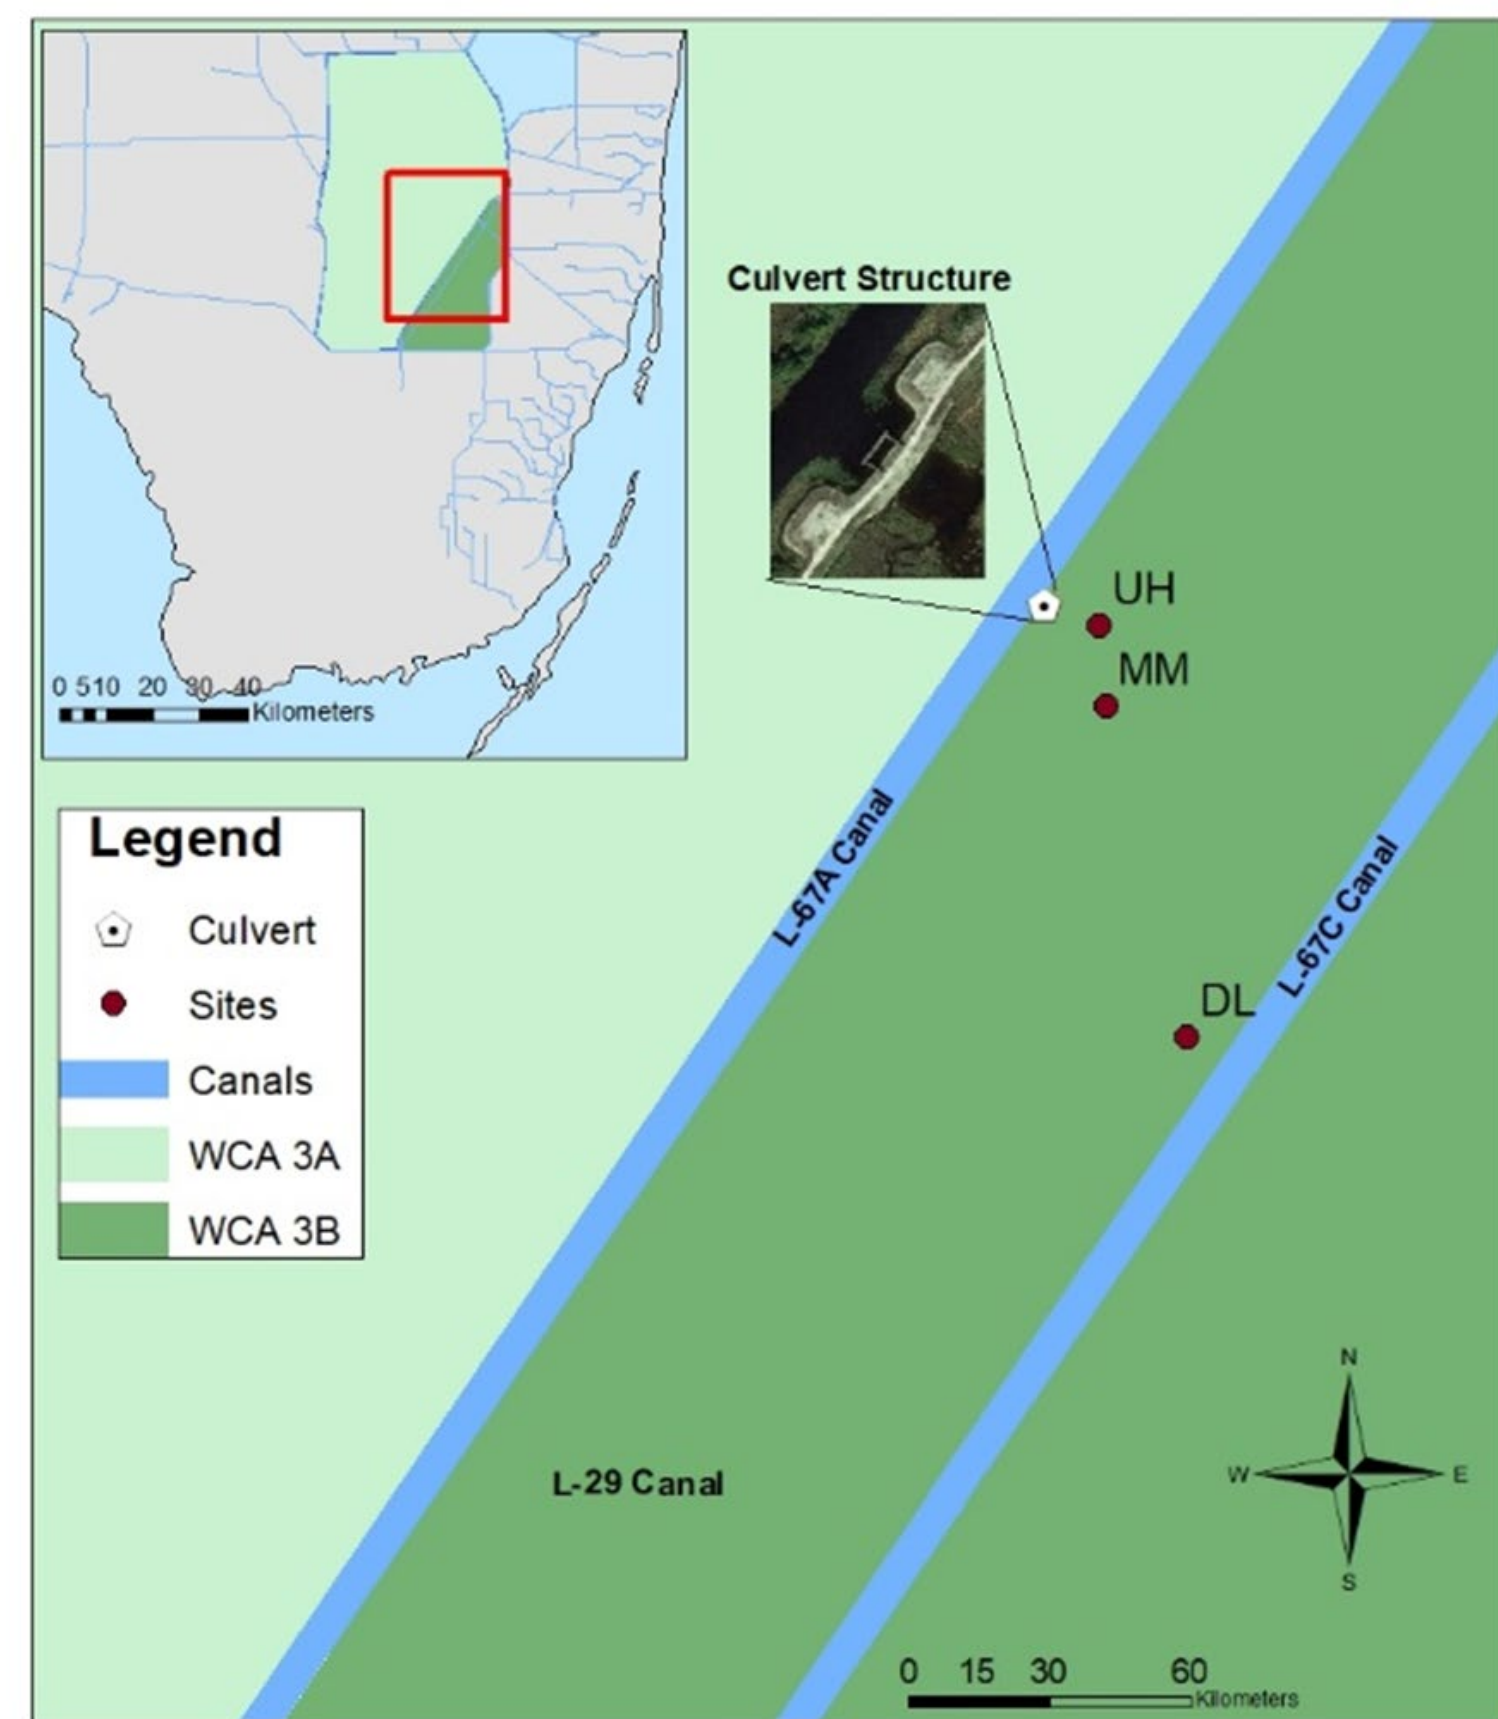 0 5 10 20 30 40
Kilometers
Culvert Structure
UH
MM
L-67A Canal
L-67C Canal
DL
Legend
Culvert
Sites
Canals
WCA 3A
WCA 3B
L-29 Canal
N
W E
S
0 15 30 60
Kilometers